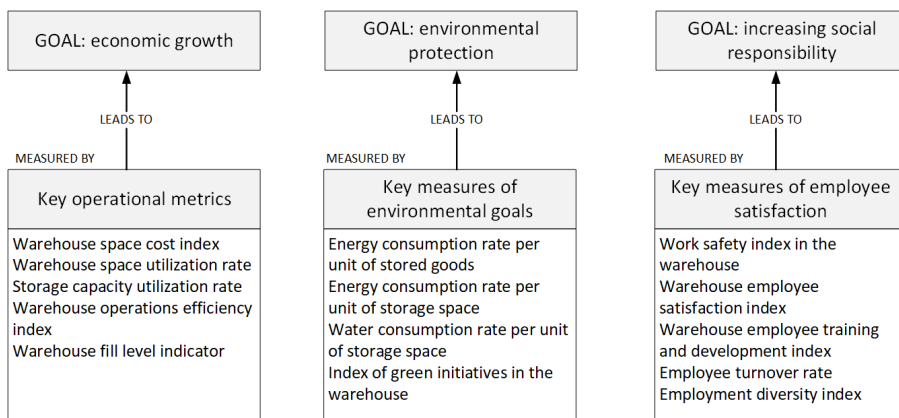 GOAL: economic growth
LEADS TO
MEASURED BY
Key operational metrics
Warehouse space cost index
Warehouse space utilization rate
Storage capacity utilization rate
Warehouse operations efficiency
index
Warehouse fill level indicator
GOAL: environmental
protection
LEADS TO
MEASURED BY
Key measures of
environmental goals
Energy consumption rate per
unit of stored goods
Energy consumption rate per
unit of storage space
Water consumption rate per unit
of storage space
Index of green initiatives in the
warehouse
GOAL: increasing social
responsibility
LEADS TO
MEASURED BY
Key measures of employee
satisfaction
Work safety index in the
warehouse
Warehouse employee
satisfaction index
Warehouse employee training
and development index
Employee turnover rate
Employment diversity index